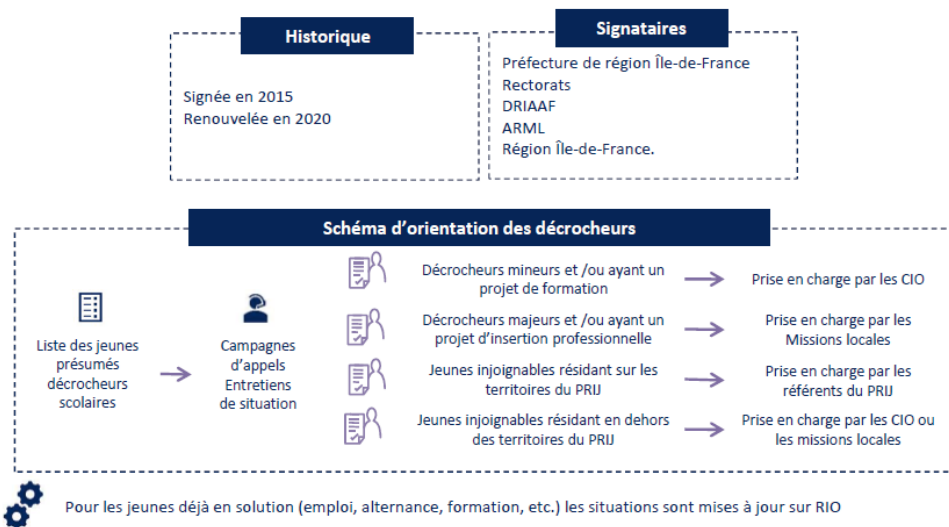 Historique
Signée en 2015
Renouvelée en 2020
Signataires
Préfecture de région Île-de-France
Rectorats
DRIAAF
ARML
Région Île-de-France.
Schéma d'orientation des décrocheurs
Liste des jeunes
présumés
décrocheurs
scolaires
Campagnes
d'appels
Entretiens
de situation
Décrocheurs mineurs et /ou ayant un
projet de formation
Prise en charge par les CIO
Décrocheurs majeurs et /ou ayant un
projet d'insertion professionnelle
Prise en charge par les
Missions locales
Jeunes injoignables résidant sur les
territoires du PRIJ
Prise en charge par les
référents du PRIJ
Jeunes injoignables résidant en dehors
des territoires du PRIJ
Prise en charge par les CIO ou
les missions locales
Pour les jeunes déjà en solution (emploi, alternance, formation, etc.) les situations sont mises à jour sur RIO